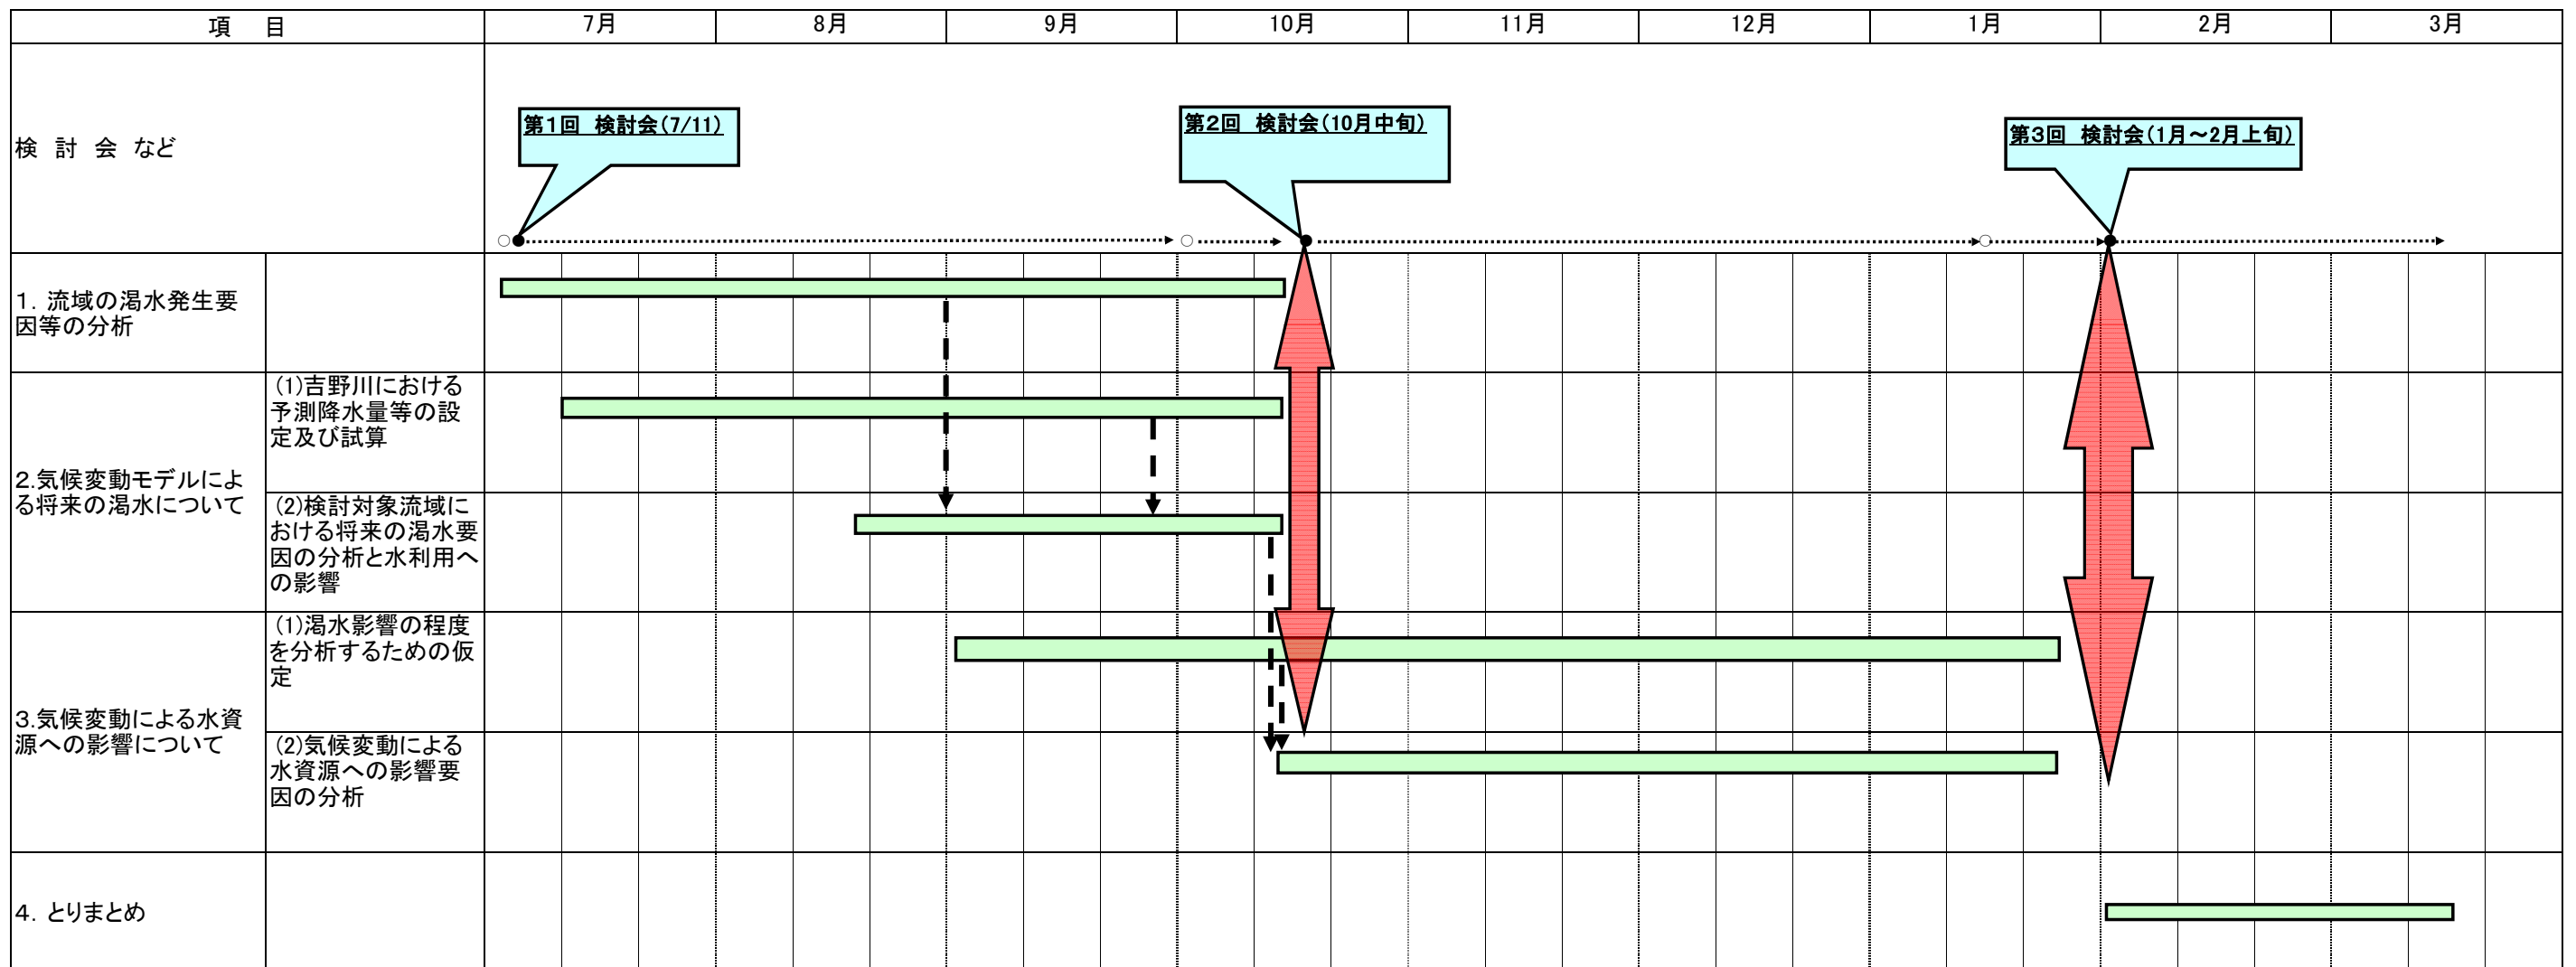 項　目
7月
8月
9月
10月
11月
12月
1月
2月
3月
検 討 会 など
第１回　検討会（7/11）
第２回　検討会（10月中旬）
第３回　検討会（1月～2月上旬）
１．流域の渇水発生要
因等の分析
2.気候変動モデルによ
る将来の渇水について
(1)吉野川における
予測降水量等の設
定及び試算
(2)検討対象流域に
おける将来の渇水要
因の分析と水利用へ
の影響
3.気候変動による水資
源への影響について
(1)渇水影響の程度
を分析するための仮
定
(2)気候変動による
水資源への影響要
因の分析
４．とりまとめ